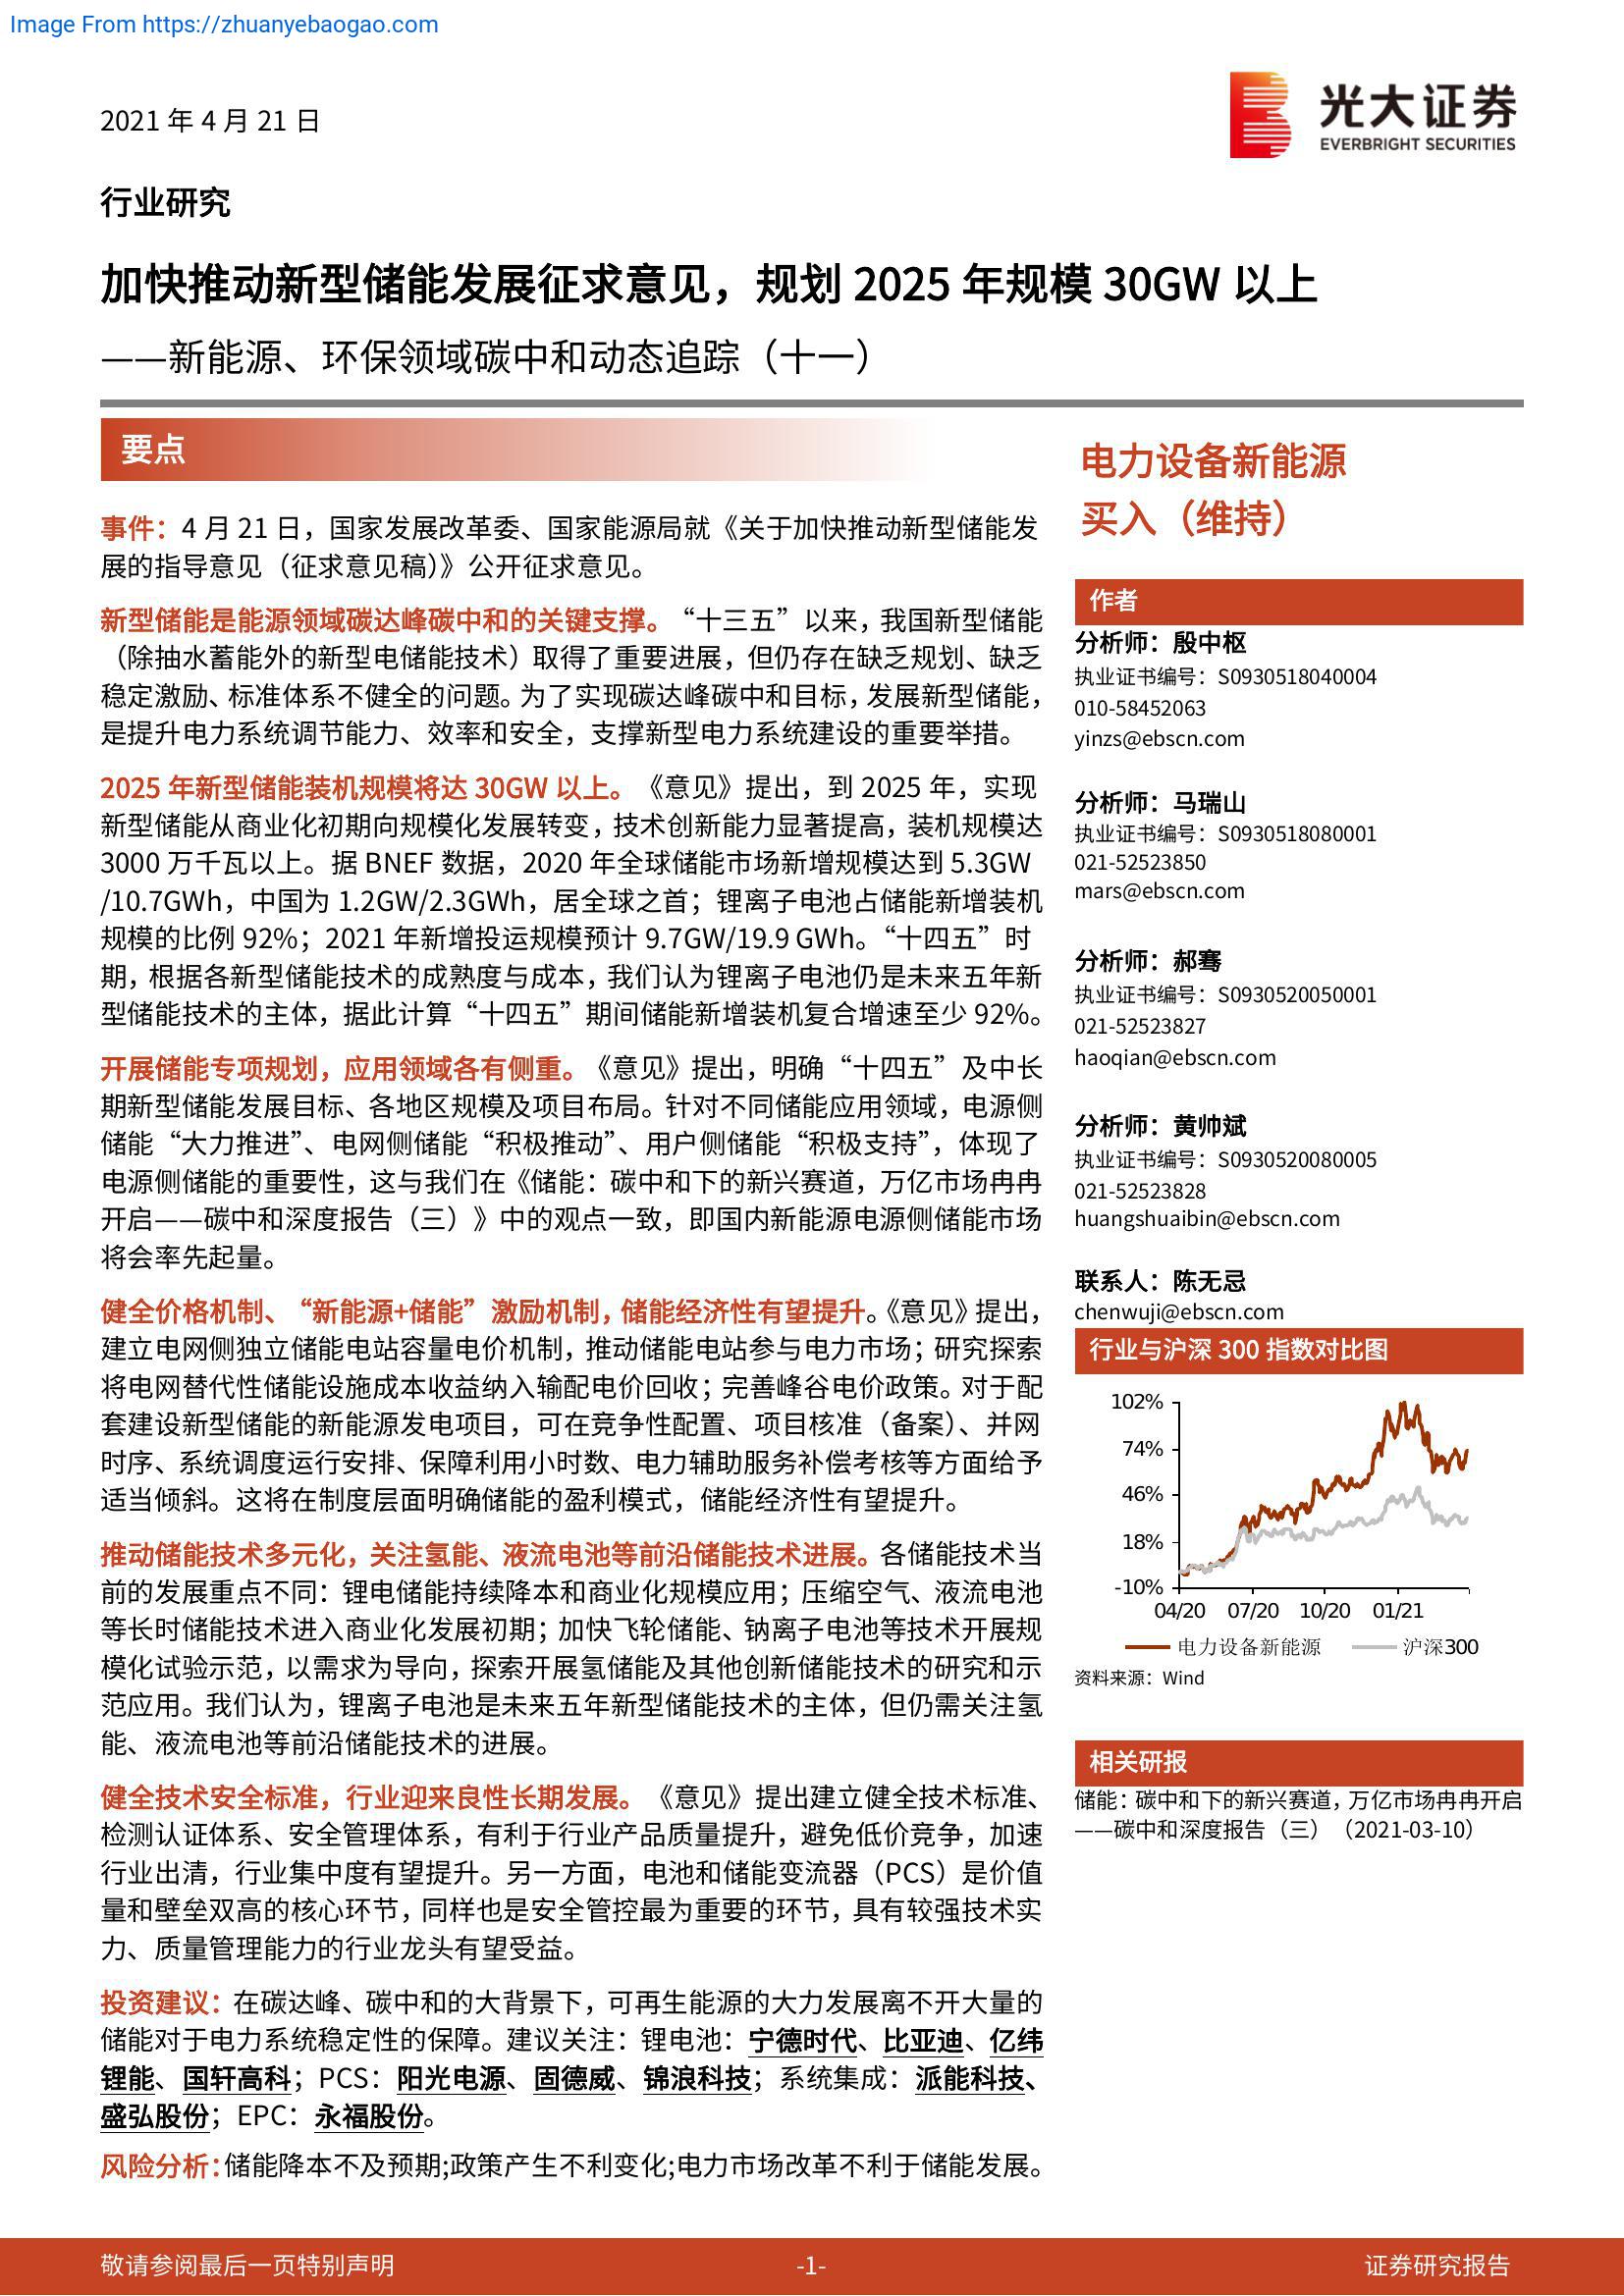 Image From https://zhuanyebaogao.com
2021 年 4 月 21 日
光大证券
EVERBRIGHT SECURITIES
行业研究
加快推动新型储能发展征求意见，规划 2025 年规模 30GW 以上
——新能源、环保领域碳中和动态追踪（十一）
要点
事件：4 月 21 日，国家发展改革委、国家能源局就《关于加快推动新型储能发
展的指导意见（征求意见稿）》公开征求意见。
新型储能是能源领域碳达峰碳中和的关键支撑。“十三五”以来，我国新型储能
（除抽水蓄能外的新型电储能技术）取得了重要进展，但仍存在缺乏规划、缺乏
稳定激励、标准体系不健全的问题。为了实现碳达峰碳中和目标，发展新型储能，
是提升电力系统调节能力、效率和安全，支撑新型电力系统建设的重要举措。
2025 年新型储能装机规模将达 30GW 以上。《意见》提出，到 2025 年，实现
新型储能从商业化初期向规模化发展转变，技术创新能力显著提高，装机规模达
3000 万千瓦以上。据 BNEF 数据，2020 年全球储能市场新增规模达到 5.3GW
/10.7GWh，中国为 1.2GW/2.3GWh，居全球之首；锂离子电池占储能新增装机
规模的比例 92%；2021 年新增投运规模预计 9.7GW/19.9 GWh。“十四五”时
期，根据各新型储能技术的成熟度与成本，我们认为锂离子电池仍是未来五年新
型储能技术的主体，据此计算“十四五”期间储能新增装机复合增速至少 92%。
开展储能专项规划，应用领域各有侧重。《意见》提出，明确“十四五”及中长
期新型储能发展目标、各地区规模及项目布局。针对不同储能应用领域，电源侧
储能“大力推进”、电网侧储能“积极推动”、用户侧储能“积极支持”，体现了
电源侧储能的重要性，这与我们在《储能：碳中和下的新兴赛道，万亿市场冉冉
开启——碳中和深度报告（三）》中的观点一致，即国内新能源电源侧储能市场
将会率先起量。
健全价格机制、“新能源+储能”激励机制，储能经济性有望提升。《意见》提出，
建立电网侧独立储能电站容量电价机制，推动储能电站参与电力市场；研究探索
将电网替代性储能设施成本收益纳入输配电价回收；完善峰谷电价政策。对于配
套建设新型储能的新能源发电项目，可在竞争性配置、项目核准（备案）、并网
时序、系统调度运行安排、保障利用小时数、电力辅助服务补偿考核等方面给予
适当倾斜。这将在制度层面明确储能的盈利模式，储能经济性有望提升。
推动储能技术多元化，关注氢能、液流电池等前沿储能技术进展。各储能技术当
前的发展重点不同：锂电储能持续降本和商业化规模应用；压缩空气、液流电池
等长时储能技术进入商业化发展初期；加快飞轮储能、钠离子电池等技术开展规
模化试验示范，以需求为导向，探索开展氢储能及其他创新储能技术的研究和示
范应用。我们认为，锂离子电池是未来五年新型储能技术的主体，但仍需关注氢
能、液流电池等前沿储能技术的进展。
健全技术安全标准，行业迎来良性长期发展。《意见》提出建立健全技术标准、
检测认证体系、安全管理体系，有利于行业产品质量提升，避免低价竞争，加速
行业出清，行业集中度有望提升。另一方面，电池和储能变流器（PCS）是价值
量和壁垒双高的核心环节，同样也是安全管控最为重要的环节，具有较强技术实
力、质量管理能力的行业龙头有望受益。
投资建议：在碳达峰、碳中和的大背景下，可再生能源的大力发展离不开大量的
储能对于电力系统稳定性的保障。建议关注：锂电池：宁德时代、比亚迪、亿纬
锂能、国轩高科；PCS：阳光电源、固德威、锦浪科技；系统集成：派能科技、
盛弘股份；EPC：永福股份。
风险分析：储能降本不及预期;政策产生不利变化;电力市场改革不利于储能发展。
电力设备新能源
买入（维持）
作者
分析师：殷中枢
执业证书编号：S0930518040004
010-58452063
yinzs@ebscn.com
分析师：马瑞山
执业证书编号：S0930518080001
021-52523850
mars@ebscn.com
分析师：郝骞
执业证书编号：S0930520050001
021-52523827
haoqian@ebscn.com
分析师：黄帅斌
执业证书编号：S0930520080005
021-52523828
huangshuaibin@ebscn.com
联系人：陈无忌
chenwuji@ebscn.com
行业与沪深 300 指数对比图
102%
74%
46%
18%
-10%
04/20 07/20 10/20 01/21
电力设备新能源 沪深300
资料来源：Wind
相关研报
储能：碳中和下的新兴赛道，万亿市场冉冉开启
——碳中和深度报告（三）（2021-03-10）
敬请参阅最后一页特别声明 -1- 证券研究报告